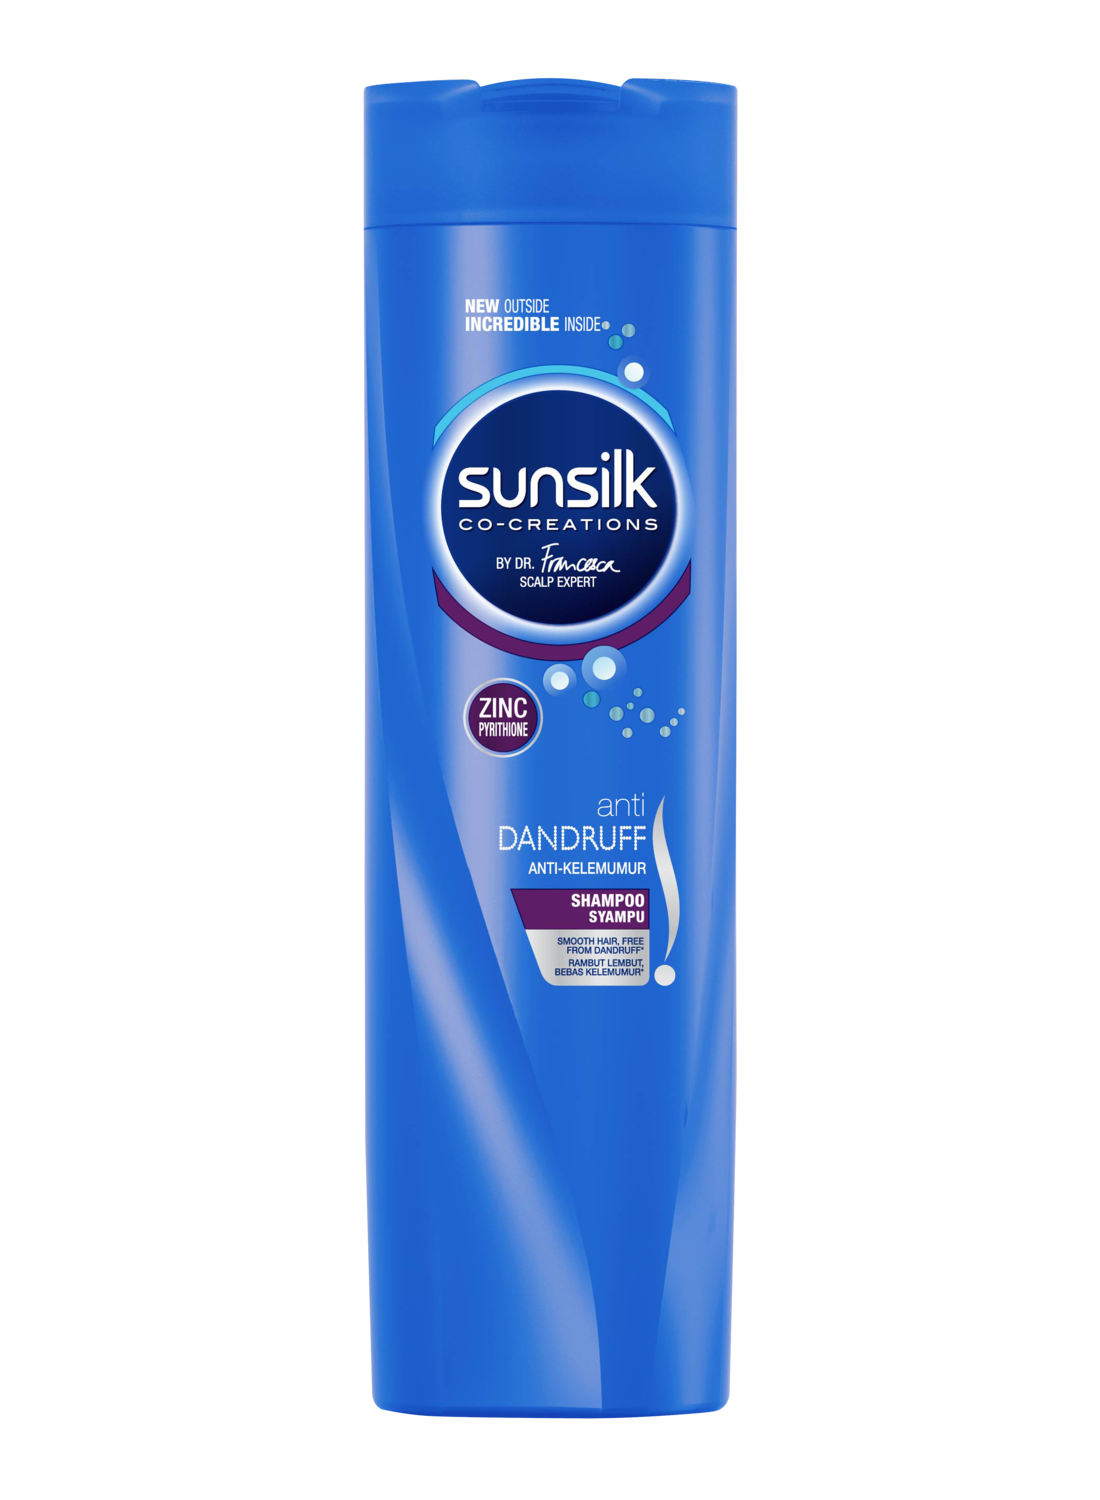 NEW OUTSIDE
INCREDIBLE INSIDE
sunsilk
CO-CREATIONS
BY DR. Francesca
SCALP EXPERT
ZINC
PYRITHIONE
anti
DANDRUFF
ANTI-KELEMUMUR
SHAMPOO
SYAMPU
SMOOTH HAIR, FREE
FROM DANDRUFF*
RAMBUT LEMBUT,
BEBAS KELEMUMUR*